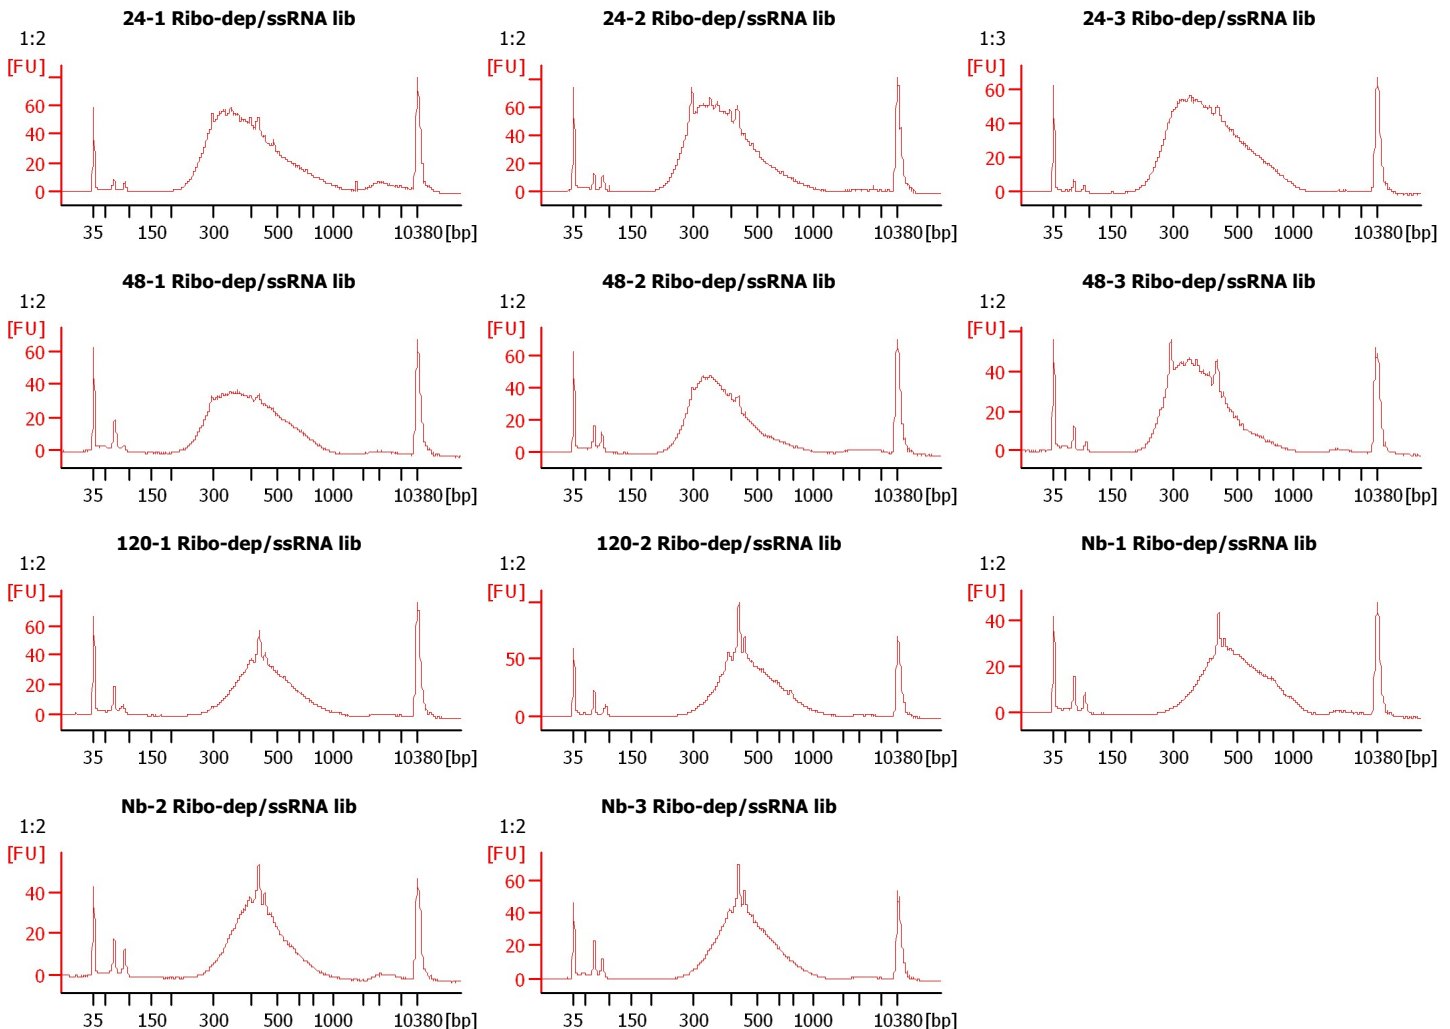 24-1 Ribo-dep/ssRNA lib
1:2
[FU]
60
40
20
0
35 150 300 500 1000 10380[bp]
24-2 Ribo-dep/ssRNA lib
1:2
[FU]
80
60
40
20
0
35 150 300 500 1000 10380[bp]
24-3 Ribo-dep/ssRNA lib
1:3
[FU]
60
40
20
0
35 150 300 500 1000 10380[bp]
48-1 Ribo-dep/ssRNA lib
1:2
[FU]
60
40
20
0
35 150 300 500 1000 10380[bp]
48-2 Ribo-dep/ssRNA lib
1:2
[FU]
60
40
20
0
35 150 300 500 1000 10380[bp]
48-3 Ribo-dep/ssRNA lib
1:2
[FU]
40
20
0
35 150 300 500 1000 10380[bp]
120-1 Ribo-dep/ssRNA lib
1:2
[FU]
60
40
20
0
35 150 300 500 1000 10380[bp]
120-2 Ribo-dep/ssRNA lib
1:2
[FU]
50
0
35 150 300 500 1000 10380[bp]
Nb-1 Ribo-dep/ssRNA lib
1:2
[FU]
40
20
0
35 150 300 500 1000 10380[bp]
Nb-2 Ribo-dep/ssRNA lib
1:2
[FU]
40
20
0
35 150 300 500 1000 10380[bp]
Nb-3 Ribo-dep/ssRNA lib
1:2
[FU]
60
40
20
0
35 150 300 500 1000 10380[bp]